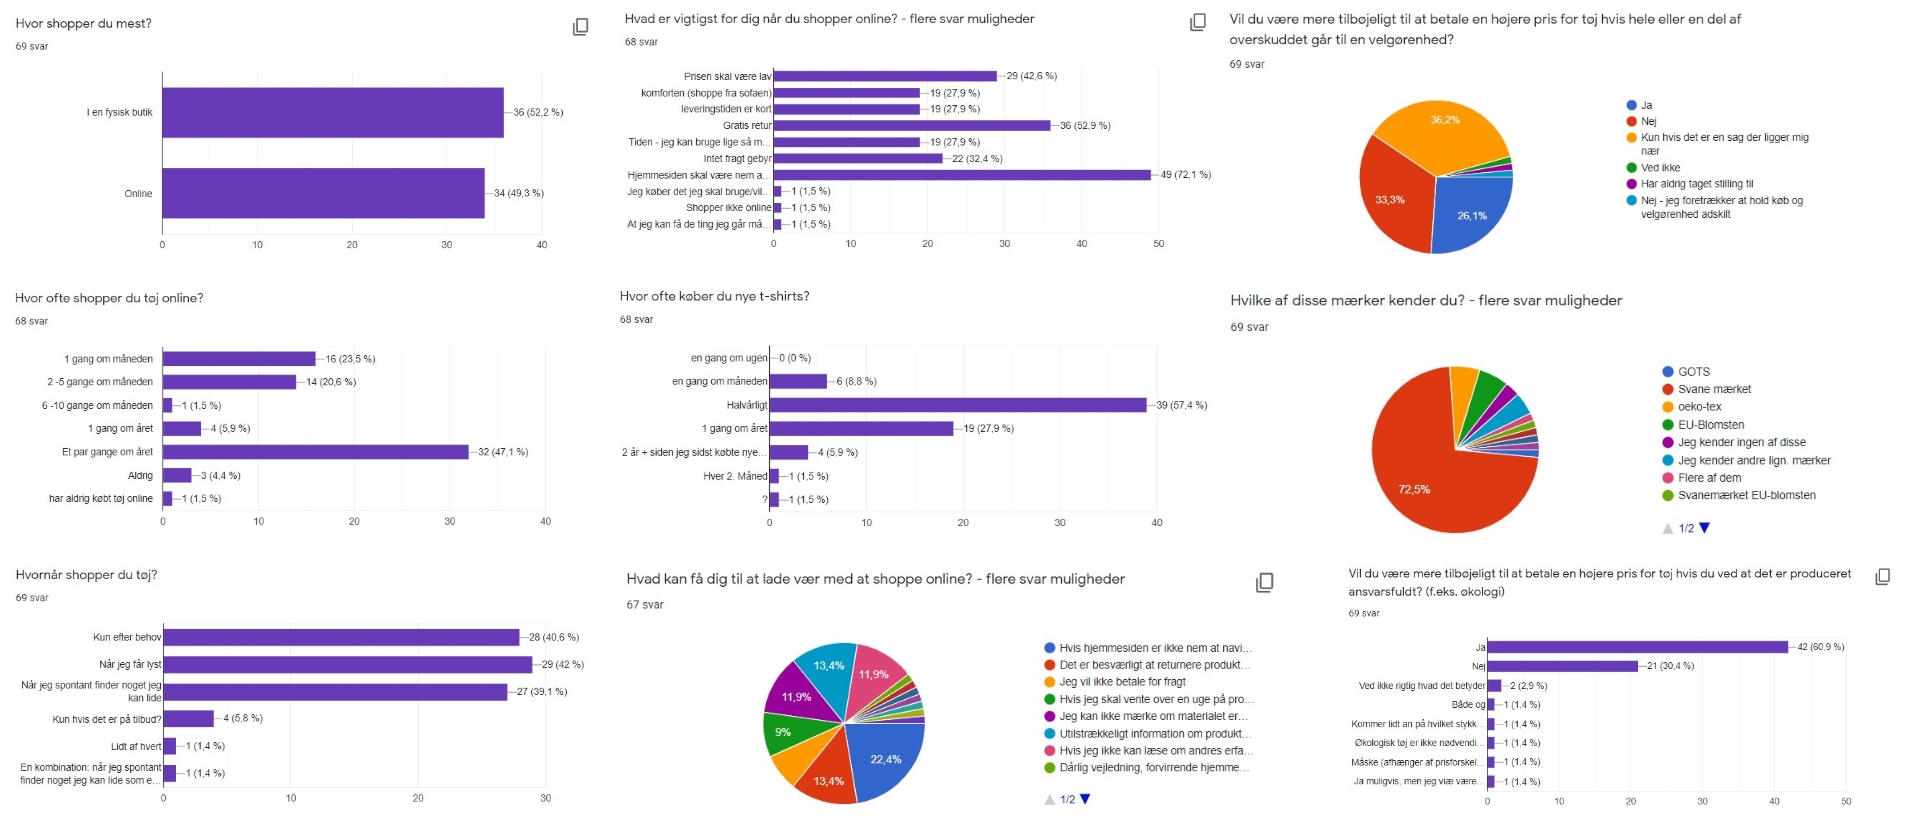 Hvor shopper du mest?
69 svar
I en fysisk butik
36 (52,2 %)
Online
34 (49,3 %)
0 10 20 30 40
Hvad er vigtigst for dig når du shopper online? - flere svar muligheder
68 svar
Prisen skal være lav
29 (42,6 %)
komforten (shoppe fra sofaen)
19 (27,9 %)
leveringstiden er kort
19 (27,9 %)
Gratis retur
36 (52,9 %)
Tiden - jeg kan bruge lige så m...
19 (27,9 %)
Intet fragt gebyr
22 (32,4 %)
Hjemmesiden skal være nem a...
49 (72,1 %)
Jeg køber det jeg skal bruge/vil...
1 (1,5 %)
Shopper ikke online
1 (1,5 %)
At jeg kan få de ting jeg går må...
1 (1,5 %)
0 10 20 30 40 50
Vil du være mere tilbøjeligt til at betale en højere pris for tøj hvis hele eller en del af
overskuddet går til en velgørenhed?
69 svar
36,2%
33,3%
26,1%
Ja
Nej
Kun hvis det er en sag der ligger mig
nær
Ved ikke
Har aldrig taget stilling til
Nej - jeg foretrækker at hold køb og
velgørenhed adskilt
Hvor ofte shopper du tøj online?
68 svar
1 gang om måneden
16 (23,5 %)
2 -5 gange om måneden
14 (20,6 %)
6 -10 gange om måneden
1 (1,5 %)
1 gang om året
4 (5,9 %)
Et par gange om året
32 (47,1 %)
Aldrig
3 (4,4 %)
har aldrig købt tøj online
1 (1,5 %)
0 10 20 30 40
Hvor ofte køber du nye t-shirts?
68 svar
en gang om ugen
0 (0 %)
en gang om måneden
6 (8,8 %)
Halvårligt
39 (57,4 %)
1 gang om året
19 (27,9 %)
2 år + siden jeg sidst købte nye...
4 (5,9 %)
Hver 2. Måned
1 (1,5 %)
?
1 (1,5 %)
0 10 20 30 40
Hvilke af disse mærker kender du? - flere svar muligheder
69 svar
72,5%
GOTS
Svane mærket
oeko-tex
EU-Blomsten
Jeg kender ingen af disse
Jeg kender andre lign. mærker
Flere af dem
Svanemærket EU-blomsten
1/2
Hvornår shopper du tøj?
69 svar
Kun efter behov
28 (40,6 %)
Når jeg får lyst
29 (42 %)
Når jeg spontant finder noget jeg
kan lide
27 (39,1 %)
Kun hvis det er på tilbud?
4 (5,8 %)
Lidt af hvert
1 (1,4 %)
En kombination: når jeg spontant
finder noget jeg kan lide som e...
1 (1,4 %)
0 10 20 30
Hvad kan få dig til at lade vær med at shoppe online? - flere svar muligheder
67 svar
13,4%
11,9%
11,9%
9%
13,4%
22,4%
Hvis hjemmesiden er ikke nem at navi...
Det er besværligt at returnere produkt...
Jeg vil ikke betale for fragt
Hvis jeg skal vente over en uge på pro...
Jeg kan ikke mærke om materialet er...
Utilstrækkeligt information om produkt...
Hvis jeg ikke kan læse om andres erfa...
Dårlig vejledning, forvirrende hjemme...
1/2
Vil du være mere tilbøjeligt til at betale en højere pris for tøj hvis du ved at det er produceret
ansvarsfuldt? (f.eks. økologi)
69 svar
Ja
42 (60,9 %)
Nej
21 (30,4 %)
Ved ikke rigtig hvad det betyder
2 (2,9 %)
Både og
1 (1,4 %)
Kommer lidt an på hvilket stykk...
1 (1,4 %)
Økologisk tøj er ikke nødvendi...
1 (1,4 %)
Måske (afhænger af prisforskel...
1 (1,4 %)
Ja muligvis, men jeg viæ være...
1 (1,4 %)
0 10 20 30 40 50